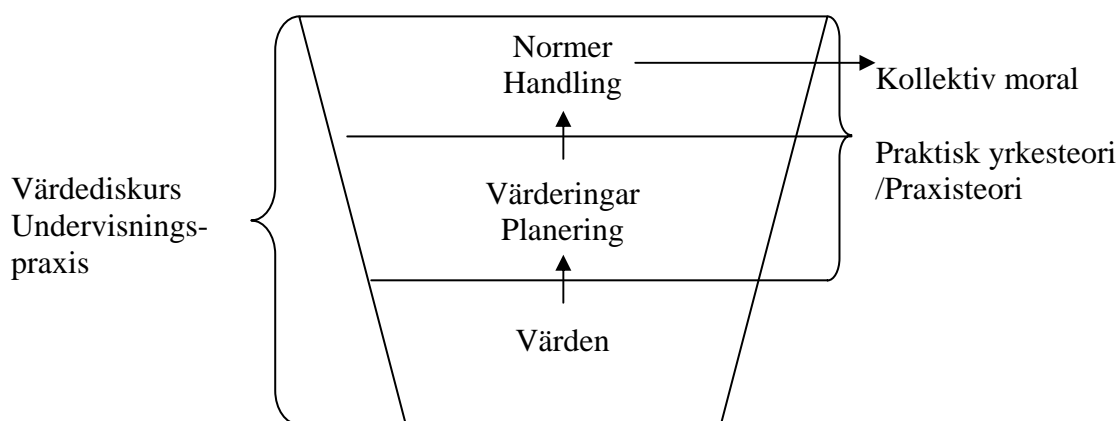 Normer
Handling
Kollektiv moral
Praktisk yrkesteori
/Praxisteori
Värdediskurs
Undervisnings-
praxis
Värderingar
Planering
Värden